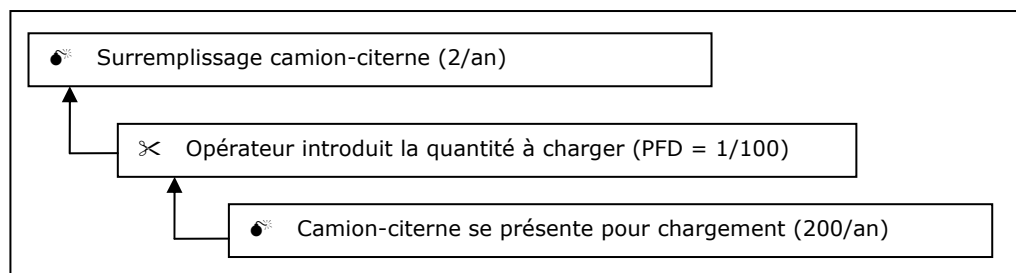 💣 Surremplissage camion-citerne (2/an)
✂ Opérateur introduit la quantité à charger (PFD = 1/100)
💣 Camion-citerne se présente pour chargement (200/an)